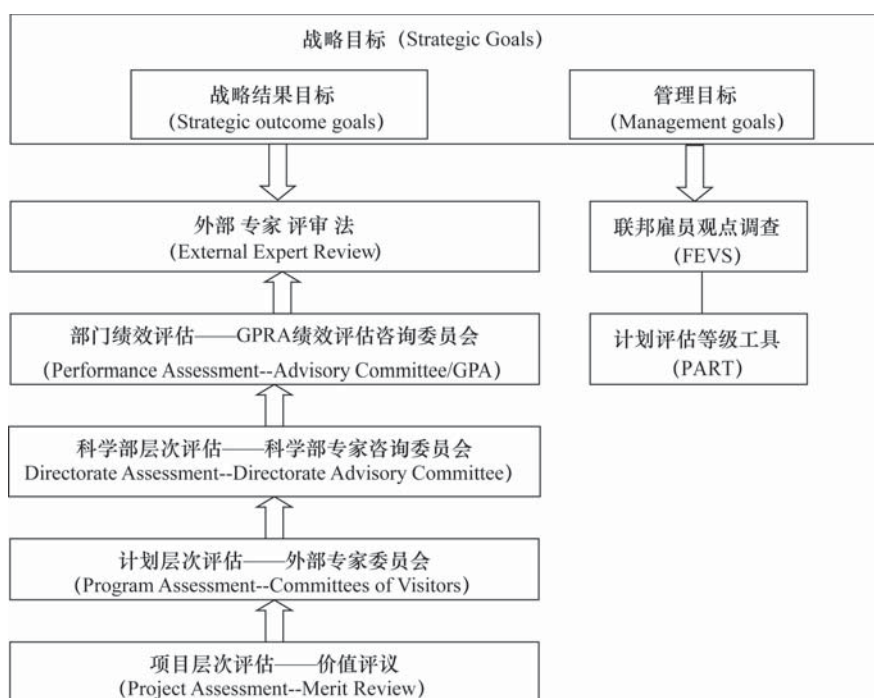 战略目标（Strategic Goals）
战略结果目标
(Strategic outcome goals)
管理目标
(Management goals)
外部 专家 评审 法
(External Expert Review)
联邦雇员观点调查
(FEVS)
部门绩效评估——GPRA绩效评估咨询委员会
(Performance Assessment--Advisory Committee/GPA)
计划评估等级工具
(PART)
科学部层次评估——科学部专家咨询委员会
Directorate Assessment--Directorate Advisory Committee)
计划层次评估——外部专家委员会
(Program Assessment--Committees of Visitors)
项目层次评估——价值评议
(Project Assessment--Merit Review)